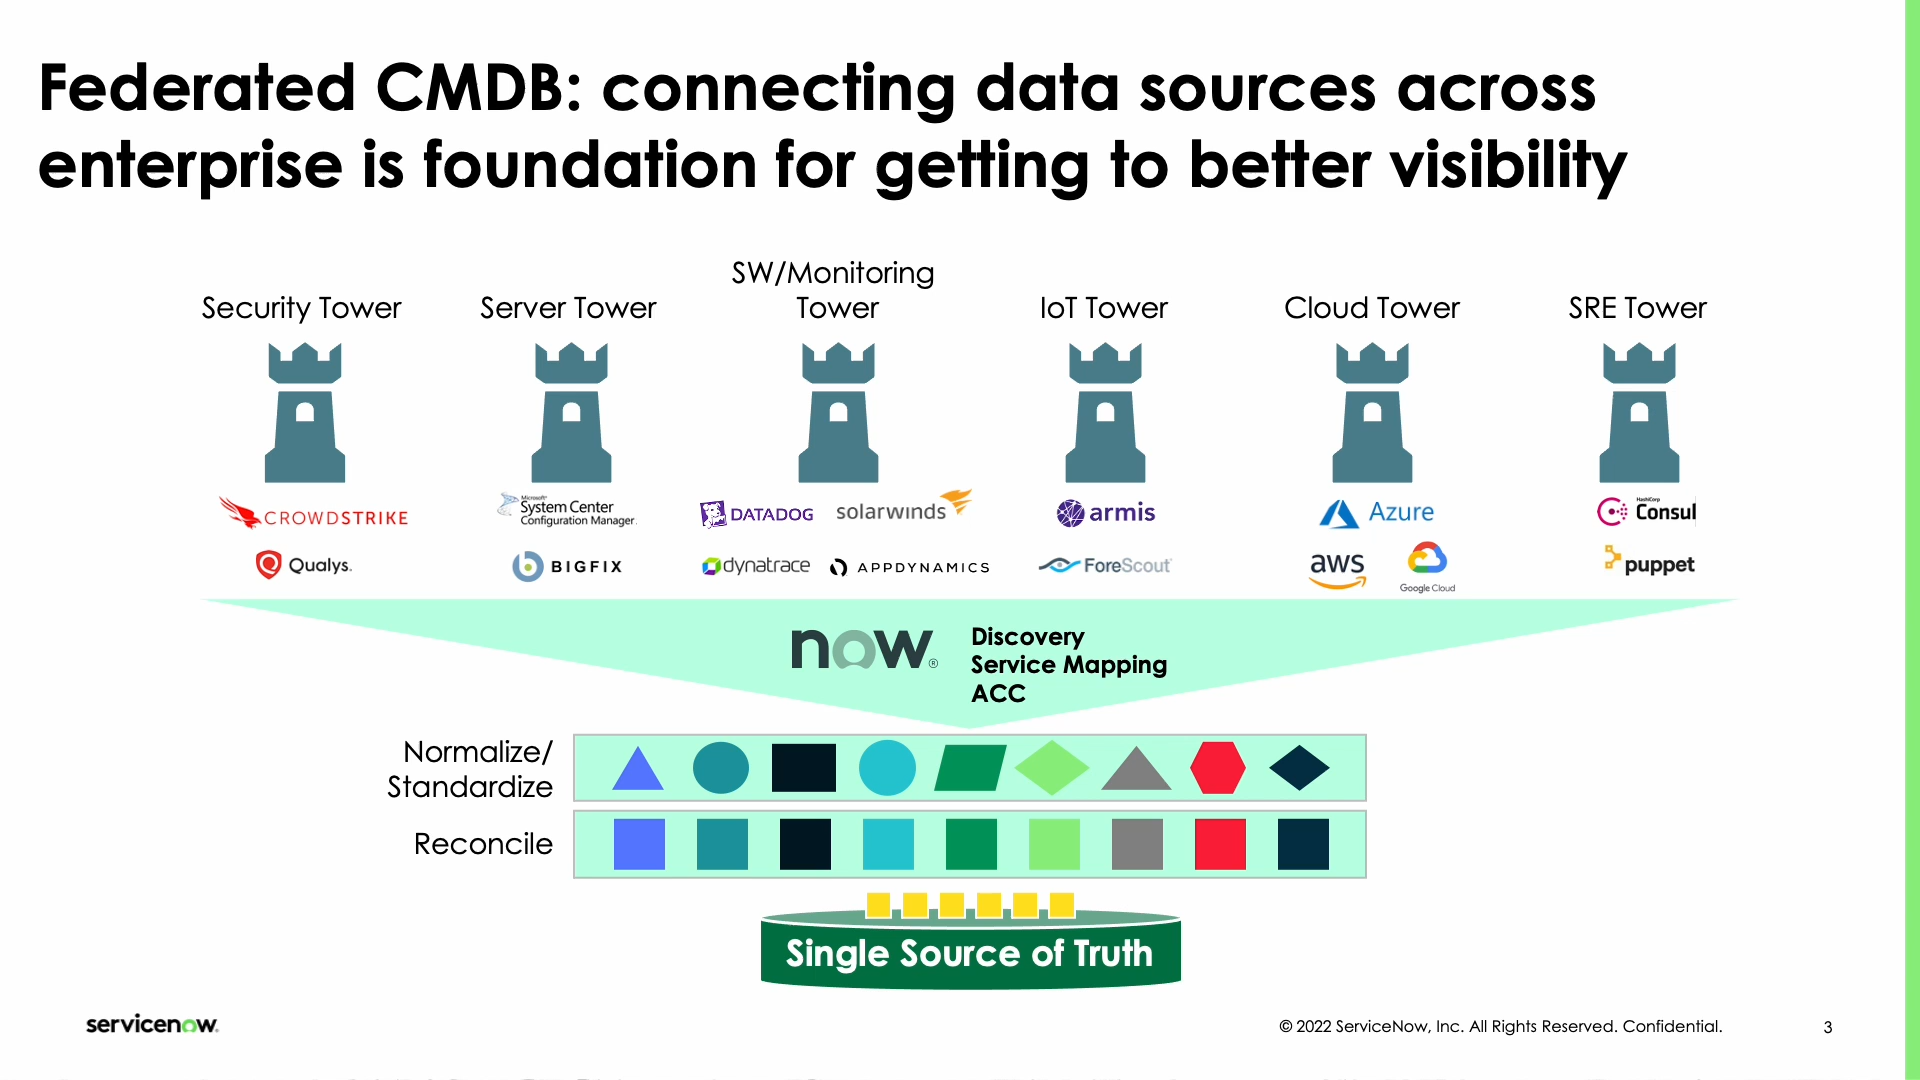 Federated CMDB: connecting data sources across
enterprise is foundation for getting to better visibility
Security Tower
Server Tower
SW/Monitoring
Tower
IoT Tower
Cloud Tower
SRE Tower
CROWDSTRIKE
Qualys.
Microsoft
System Center
Configuration Manager
BIGFIX
DATADOG
solarwinds
dynatrace
APPDYNAMICS
armis
ForeScout
Azure
aws
Google Cloud
HashiCorp
Consul
puppet
now®
Discovery
Service Mapping
ACC
Normalize/
Standardize
Reconcile
Single Source of Truth
servicenow
© 2022 ServiceNow, Inc. All Rights Reserved. Confidential.
3